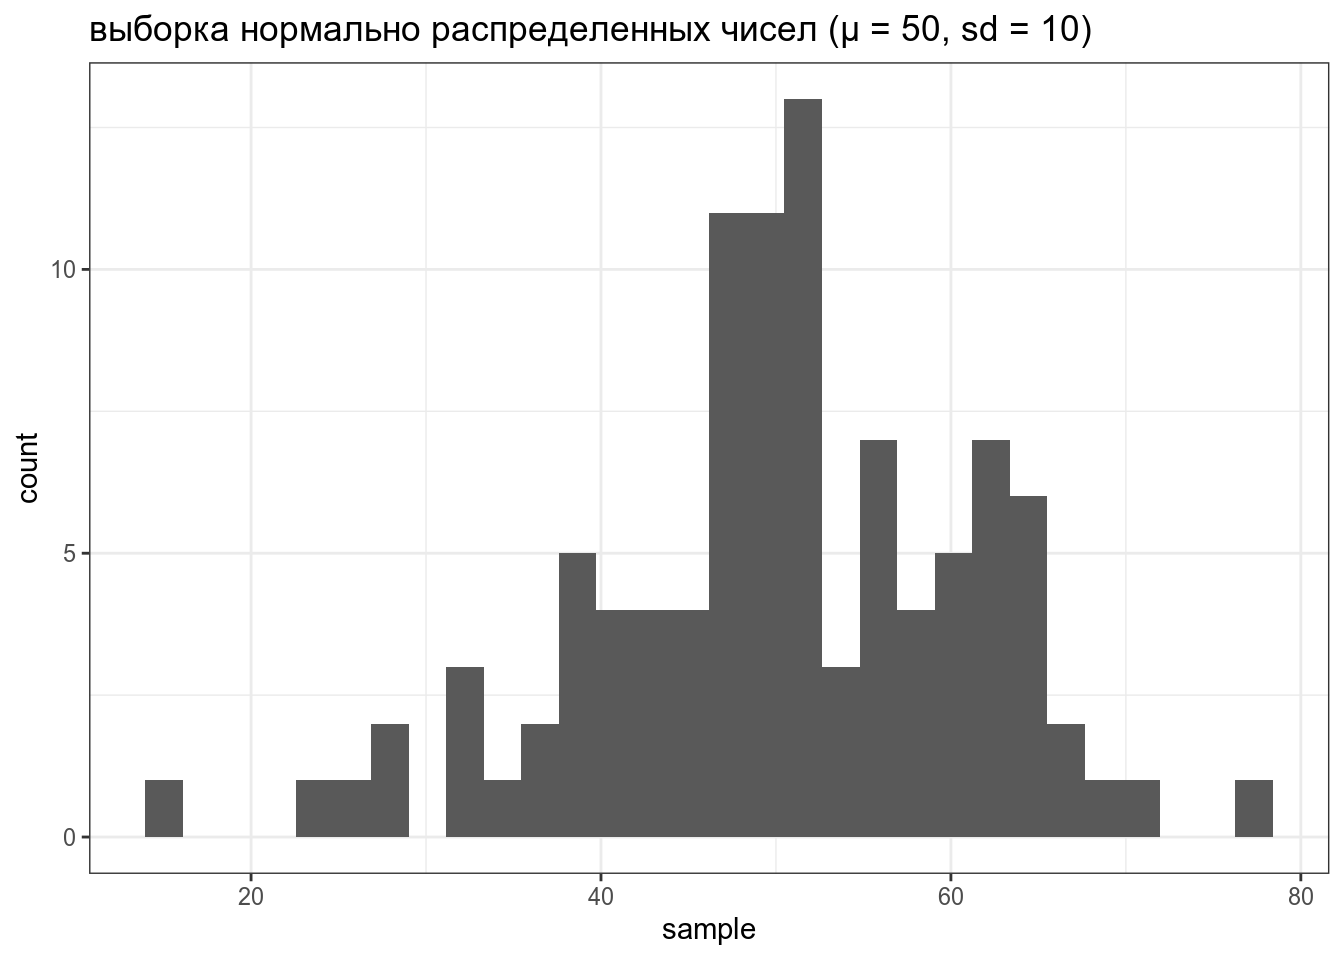 выборка нормально распределенных чисел (μ = 50, sd = 10)
count
10
5
0
20 40 60 80
sample